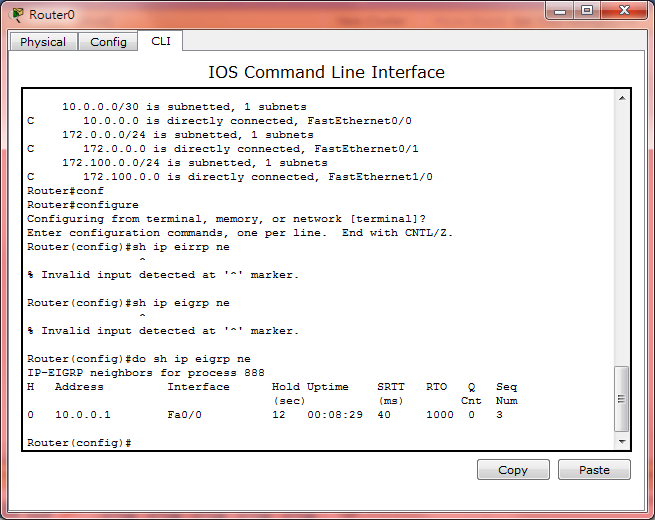 Router0
Physical Config CLI
IOS Command Line Interface
10.0.0.0/30 is subnetted, 1 subnets
C 10.0.0.0 is directly connected, FastEthernet0/0
172.0.0.0/24 is subnetted, 1 subnets
C 172.0.0.0 is directly connected, FastEthernet0/1
172.100.0.0/24 is subnetted, 1 subnets
C 172.100.0.0 is directly connected, FastEthernet1/0
Router#conf
Router#configure
Configuring from terminal, memory, or network [terminal]?
Enter configuration commands, one per line. End with CNTL/Z.
Router(config)#sh ip eirrp ne
^
% Invalid input detected at '^' marker.
Router(config)#sh ip eigrp ne
^
% Invalid input detected at '^' marker.
Router(config)#do sh ip eigrp ne
IP-EIGRP neighbors for process 888
H Address Interface Hold Uptime SRTT RTO Q Seq
(sec) (ms) Cnt Num
0 10.0.0.1 Fa0/0 12 00:08:29 40 1000 0 3
Router(config)#
Copy Paste